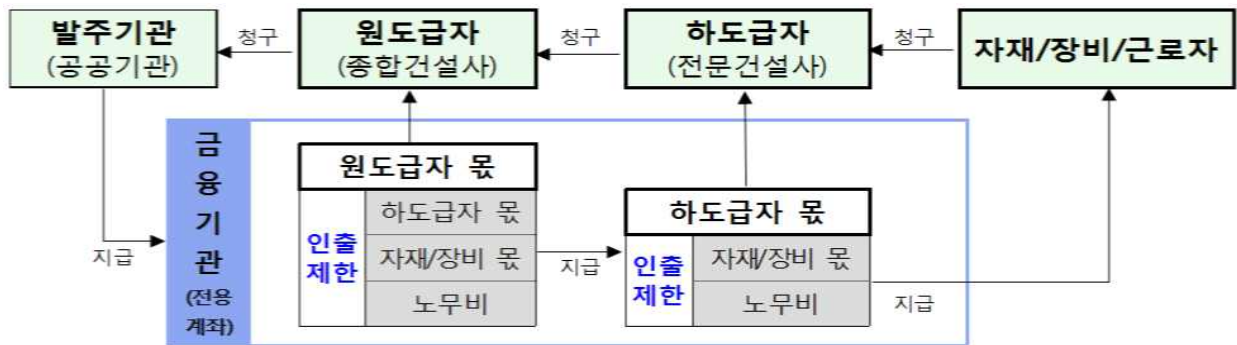 발주기관
(공공기관)
청구
원도급자
(종합건설사)
청구
하도급자
(전문건설사)
청구
자재/장비/근로자
지급
금
융
기
관
(전용
계좌)
원도급자 몫
인출
제한
하도급자 몫
자재/장비 몫
노무비
지급
하도급자 몫
인출
제한
자재/장비 몫
노무비
지급